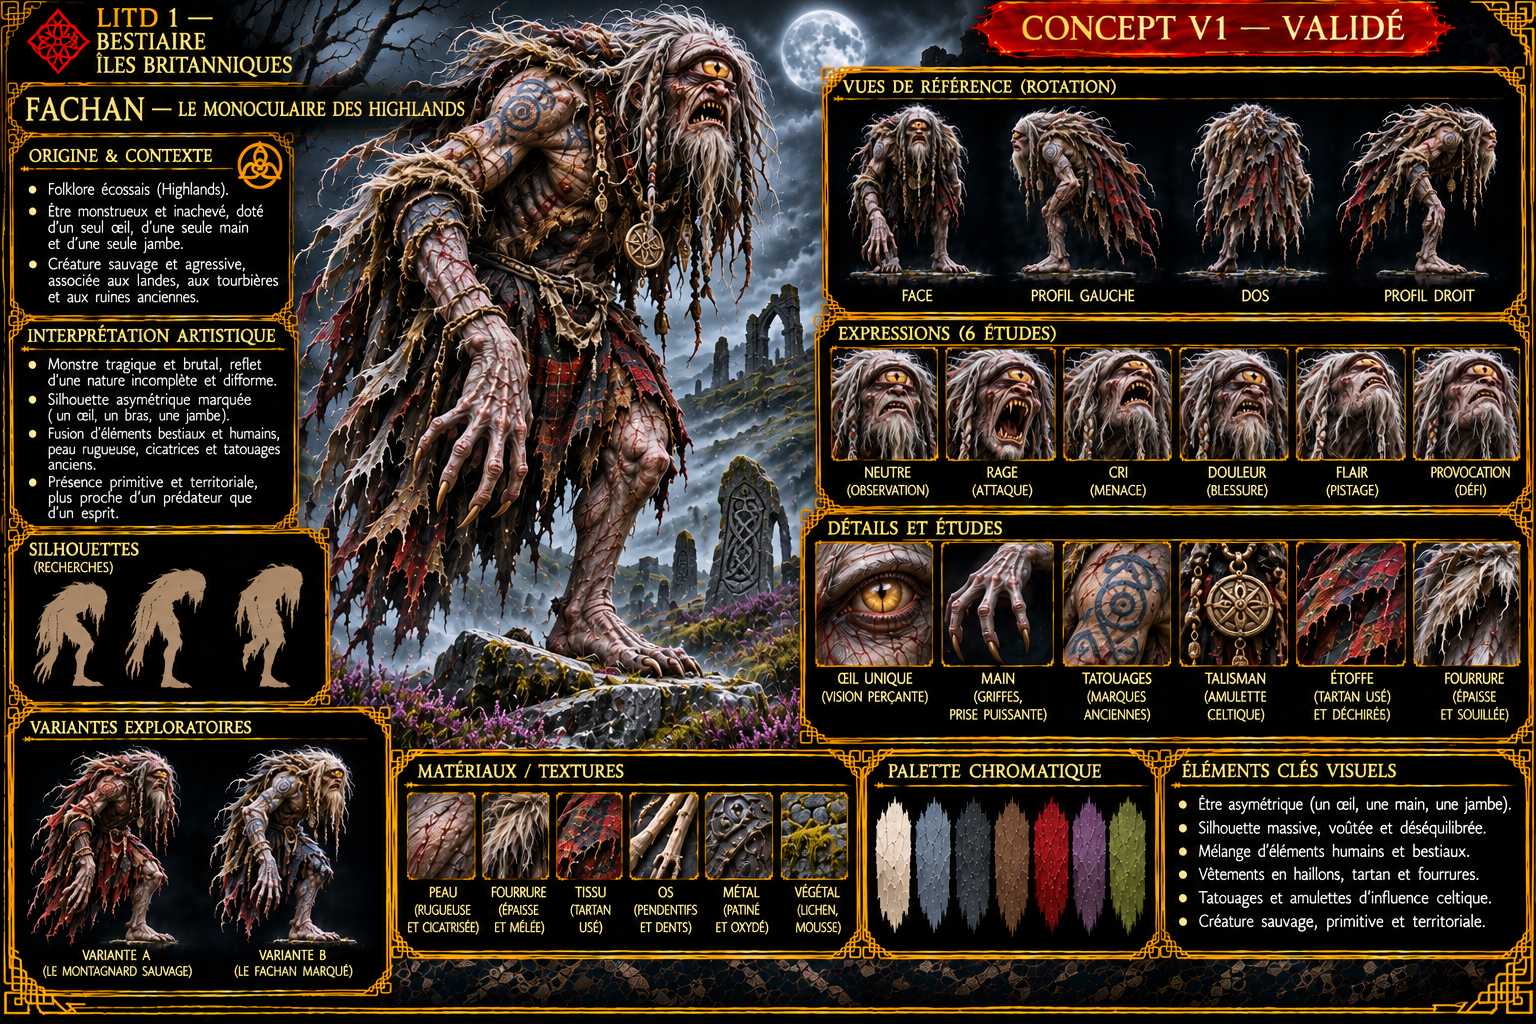 LITD 1 —
BESTIAIRE
ÎLES BRITANNIQUES
CONCEPT V1 — VALIDÉ
FACHAN — LE MONOCULAIRE DES HIGHLANDS
ORIGINE & CONTEXTE
Folklore écossais (Highlands).
Être monstrueux et inachevé, doté
d'un seul œil, d'une seule main
et d'une seule jambe.
Créature sauvage et agressive,
associée aux landes, aux tourbières
et aux ruines anciennes.
INTERPRÉTATION ARTISTIQUE
Monstre tragique et brutal, reflet
d'une nature incomplète et difforme.
Silhouette asymétrique marquée
( un œil, un bras, une jambe).
Fusion d'éléments bestiaux et humains,
peau rugueuse, cicatrices et tatouages
anciens.
Présence primitive et territoriale,
plus proche d'un prédateur que
d'un esprit.
SILHOUETTES
(RECHERCHES)
VARIANTES EXPLORATOIRES
VARIANTE A
(LE MONTAGNARD SAUVAGE)
VARIANTE B
(LE FACHAN MARQUÉ)
VUES DE RÉFÉRENCE (ROTATION)
FACE
PROFIL GAUCHE
DOS
PROFIL DROIT
EXPRESSIONS (6 ÉTUDES)
NEUTRE
(OBSERVATION)
RAGE
(ATTAQUE)
CRI
(MENACE)
DOULEUR
(BLESSURE)
FLAIR
(PISTAGE)
PROVOCATION
(DÉFI)
DÉTAILS ET ÉTUDES
ŒIL UNIQUE
(VISION PERÇANTE)
MAIN
(GRIFFES,
PRISE PUISSANTE)
TATOUAGES
(MARQUES
ANCIENNES)
TALISMAN
(AMULETTE
CELTIQUE)
ÉTOFFE
(TARTAN USÉ)
ET DÉCHIRÉS)
FOURRURE
(ÉPAISSE
ET SOUILLÉE)
MATÉRIAUX / TEXTURES
PEAU
(RUGUEUSE
ET CICATRISÉE)
FOURRURE
(ÉPAISSE
ET MÉLÉE)
TISSU
(TARTAN
USÉ)
OS
(PENDENTIFS
ET DENTS)
MÉTAL
(PATINÉ
ET OXYDÉ)
VÉGÉTAL
(LICHEN,
MOUSSE)
PALETTE CHROMATIQUE
ÉLÉMENTS CLÉS VISUELS
Être asymétrique (un œil, une main, une jambe).
Silhouette massive, voûtée et déséquilibrée.
Mélange d'éléments humains et bestiaux.
Vêtements en haillons, tartan et fourrures.
Tatouages et amulettes d'influence celtique.
Créature sauvage, primitive et territoriale.